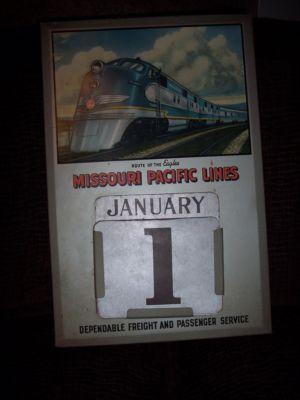 ROUTE OF THE Eagles
MISSOURI PACIFIC LINES
JANUARY
1
DEPENDABLE FREIGHT AND PASSENGER SERVICE